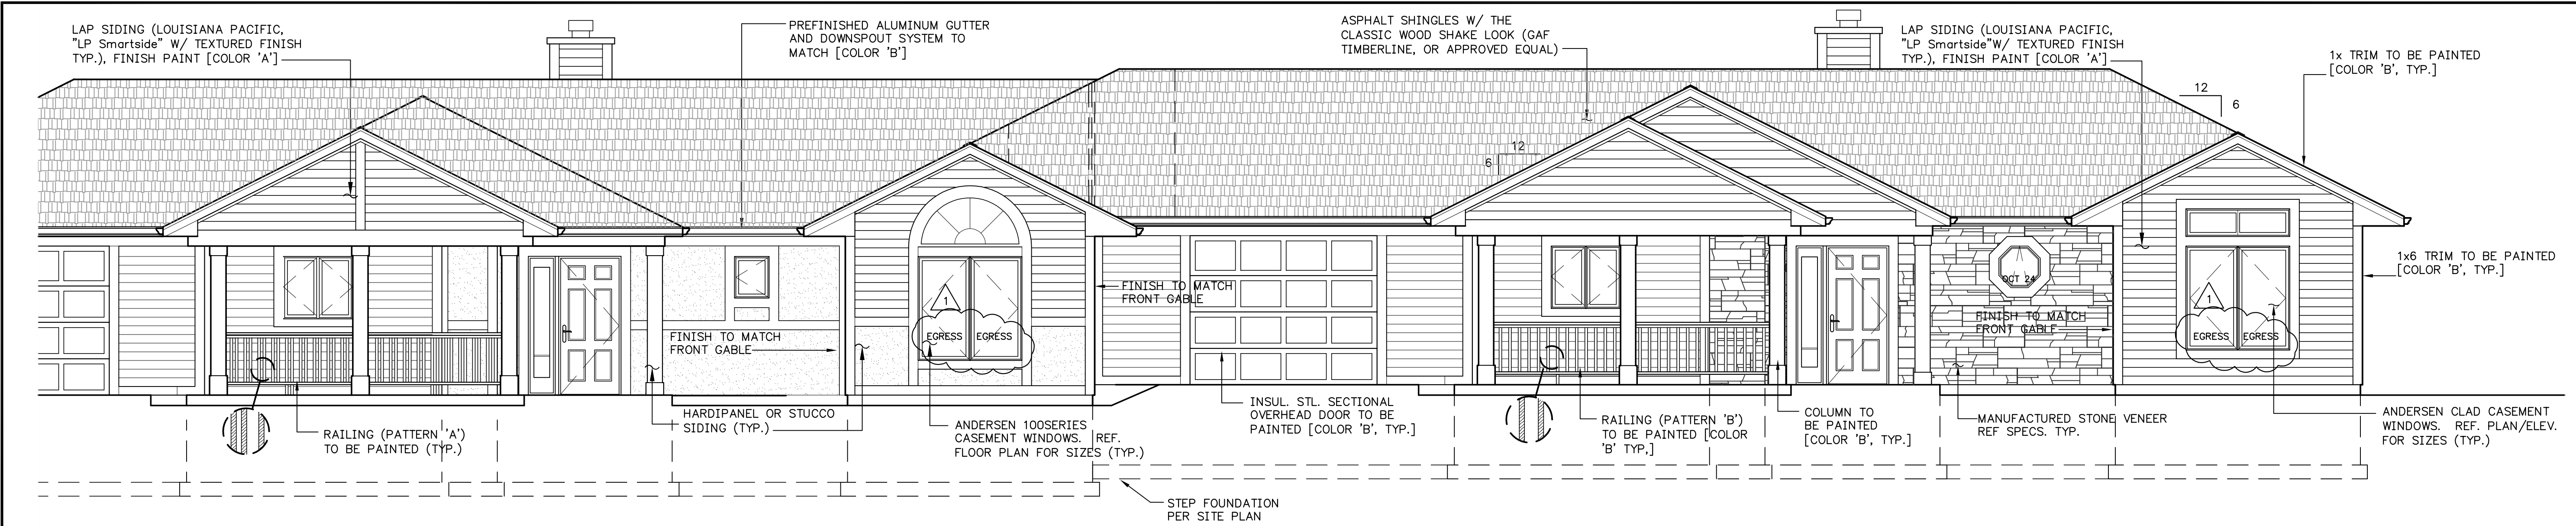 LAP SIDING (LOUISIANA PACIFIC,
"LP Smartside" W/ TEXTURED FINISH
TYP.), FINISH PAINT [COLOR 'A']
PREFINISHED ALUMINUM GUTTER
AND DOWNSPOUT SYSTEM TO
MATCH [COLOR 'B']
ASPHALT SHINGLES W/ THE
CLASSIC WOOD SHAKE LOOK (GAF
TIMBERLINE, OR APPROVED EQUAL)
LAP SIDING (LOUISIANA PACIFIC,
"LP Smartside"W/ TEXTURED FINISH
TYP.), FINISH PAINT [COLOR 'A']
1x TRIM TO BE PAINTED
[COLOR 'B', TYP.]
12
6
12
6
1x6 TRIM TO BE PAINTED
[COLOR 'B', TYP.]
OCT 24
FINISH TO MATCH
FRONT GABLE
1
EGRESS EGRESS
FINISH TO MATCH
FRONT GABLE
FINISH TO MATCH
FRONT GABLE
1
EGRESS EGRESS
RAILING (PATTERN 'A')
TO BE PAINTED (TYP.)
HARDIPANEL OR STUCCO
SIDING (TYP.)
ANDERSEN 100SERIES
CASEMENT WINDOWS. REF.
FLOOR PLAN FOR SIZES (TYP.)
INSUL. STL. SECTIONAL
OVERHEAD DOOR TO BE
PAINTED [COLOR 'B', TYP.]
RAILING (PATTERN 'B')
TO BE PAINTED [COLOR
'B' TYP,]
COLUMN TO
BE PAINTED
[COLOR 'B', TYP.]
MANUFACTURED STONE VENEER
REF SPECS. TYP.
ANDERSEN CLAD CASEMENT
WINDOWS. REF. PLAN/ELEV.
FOR SIZES (TYP.)
STEP FOUNDATION
PER SITE PLAN